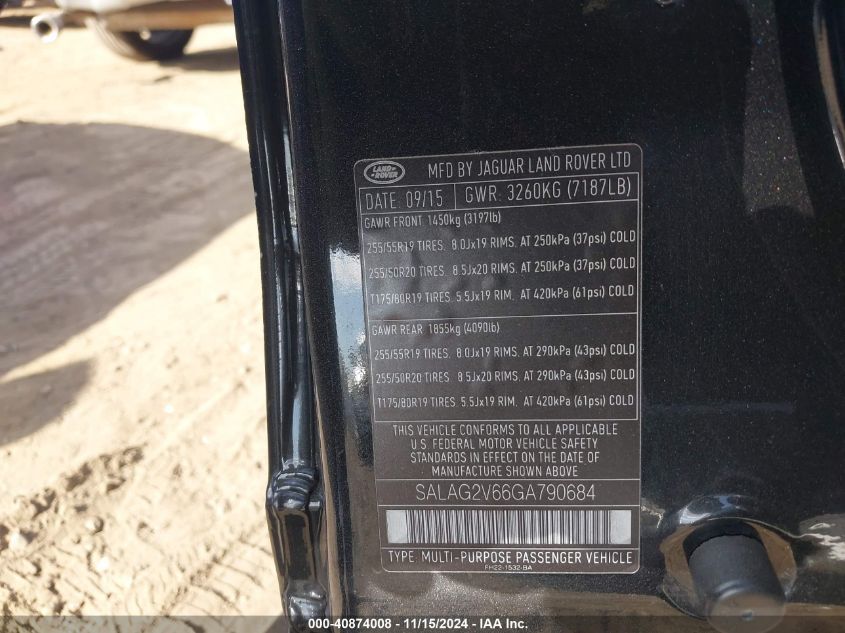 LAND-
ROVER
MFD BY JAGUAR LAND ROVER LTD
DATE: 09/15 GWR: 3260KG (7187LB)
GAWR FRONT 1450kg (3197lb)
255/55R19 TIRES. 8.0Jx19 RIMS. AT 250kPa (37psi) COLD
255/50R20 TIRES. 8.5Jx20 RIMS. AT 250kPa (37psi) COLD
T175/80R19 TIRES. 5.5Jx19 RIM. AT 420kPa (61psi) COLD
GAWR REAR 1855kg (4090lb)
255/55R19 TIRES. 8.0Jx19 RIMS. AT 290kPa (43psi) COLD
255/50R20 TIRES. 8.5Jx20 RIMS. AT 290kPa (43psi) COLD
T175/80R19 TIRES. 5.5Jx19 RIM. AT 420kPa (61psi) COLD
THIS VEHICLE CONFORMS TO ALL APPLICABLE
U.S. FEDERAL MOTOR VEHICLE SAFETY
STANDARDS IN EFFECT ON THE DATE OF
MANUFACTURE SHOWN ABOVE
SALAG2V66GA790684
TYPE: MULTI-PURPOSE PASSENGER VEHICLE
FH22-1532-BA
000-40874008 - 11/15/2024 - IAA Inc.